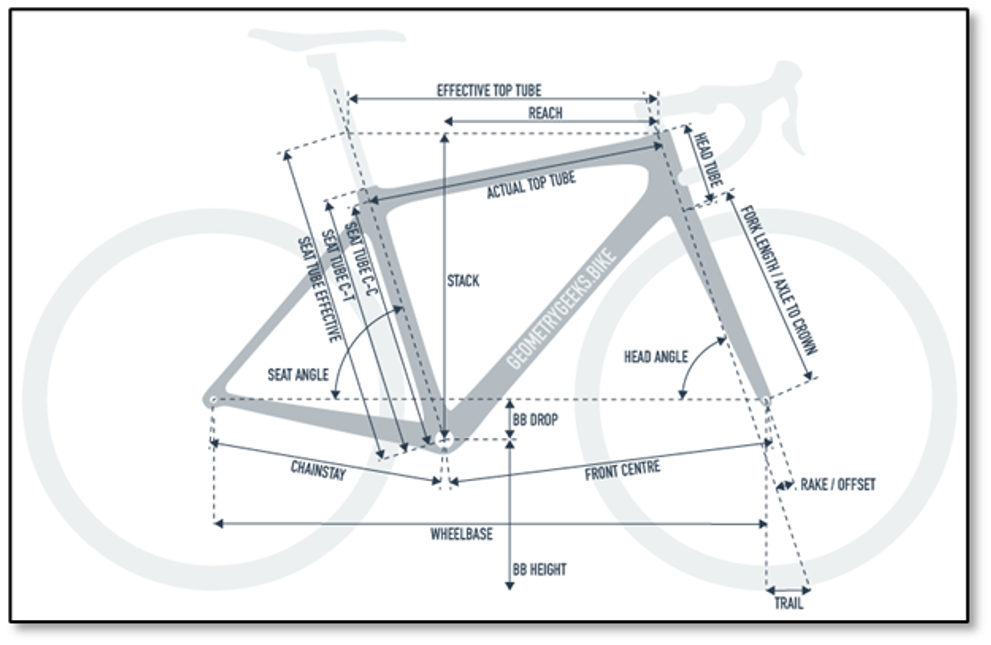 EFFECTIVE TOP TUBE
REACH
HEAD TUBE
ACTUAL TOP TUBE
FORK LENGTH / AXLE TO CROWN
SEAT TUBE EFFECTIVE
SEAT TUBE C-T
SEAT TUBE C-C
STACK
GEOMETRYGEEKS.BIKE
SEAT ANGLE
HEAD ANGLE
BB DROP
CHAINSTAY
FRONT CENTRE
RAKE / OFFSET
WHEELBASE
BB HEIGHT
TRAIL